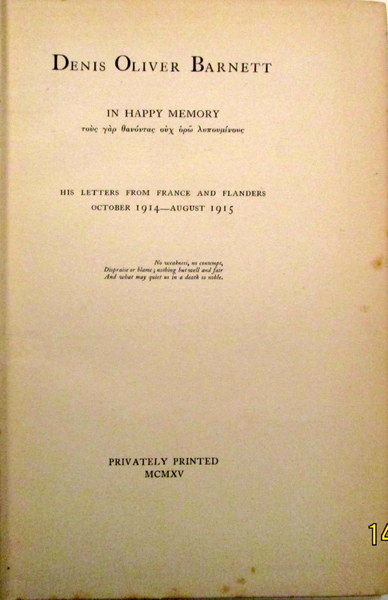 DENIS OLIVER BARNETT
IN HAPPY MEMORY
τοὺς γὰρ θανόντας οὐχ ὁρῶ λυπουμένους
HIS LETTERS FROM FRANCE AND FLANDERS
OCTOBER 1914—AUGUST 1915
No weakness, no contempt,
Dispraise or blame; nothing but well and fair
And what may quiet us in a death so noble.
PRIVATELY PRINTED
MCMXV
14